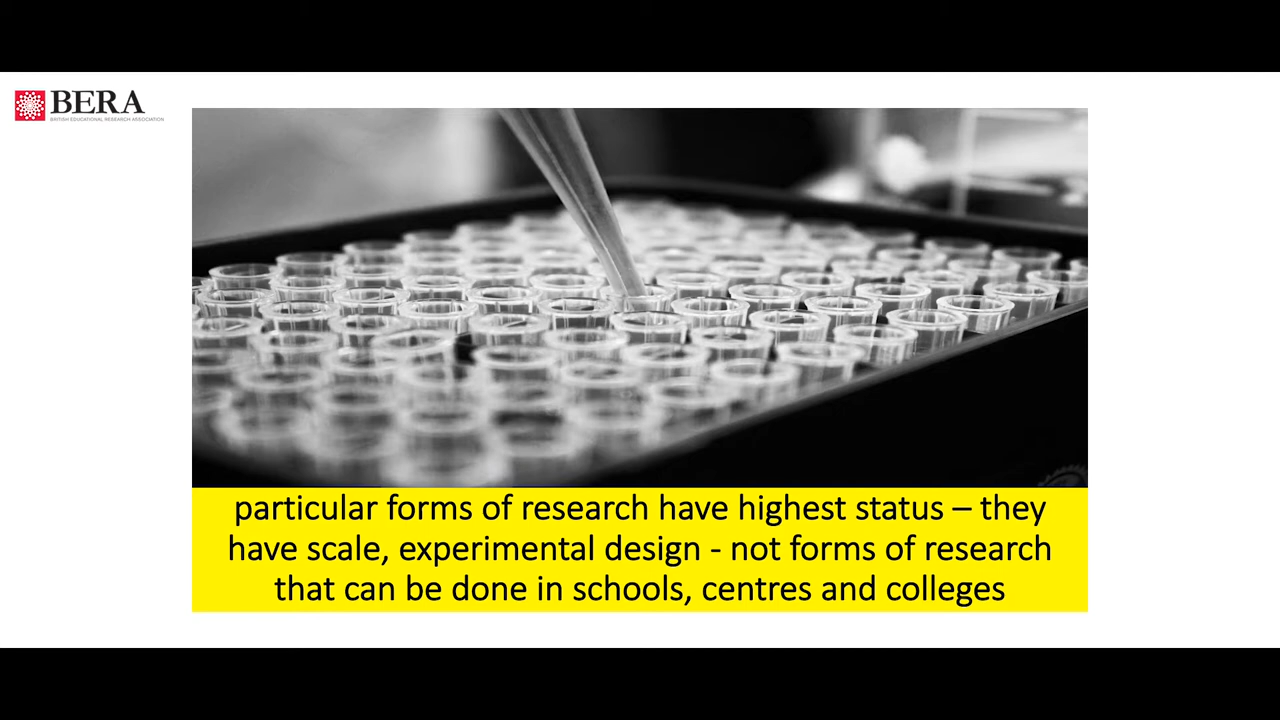 BERA
BRITISH EDUCATIONAL RESEARCH ASSOCIATION
particular forms of research have highest status – they
have scale, experimental design - not forms of research
that can be done in schools, centres and colleges